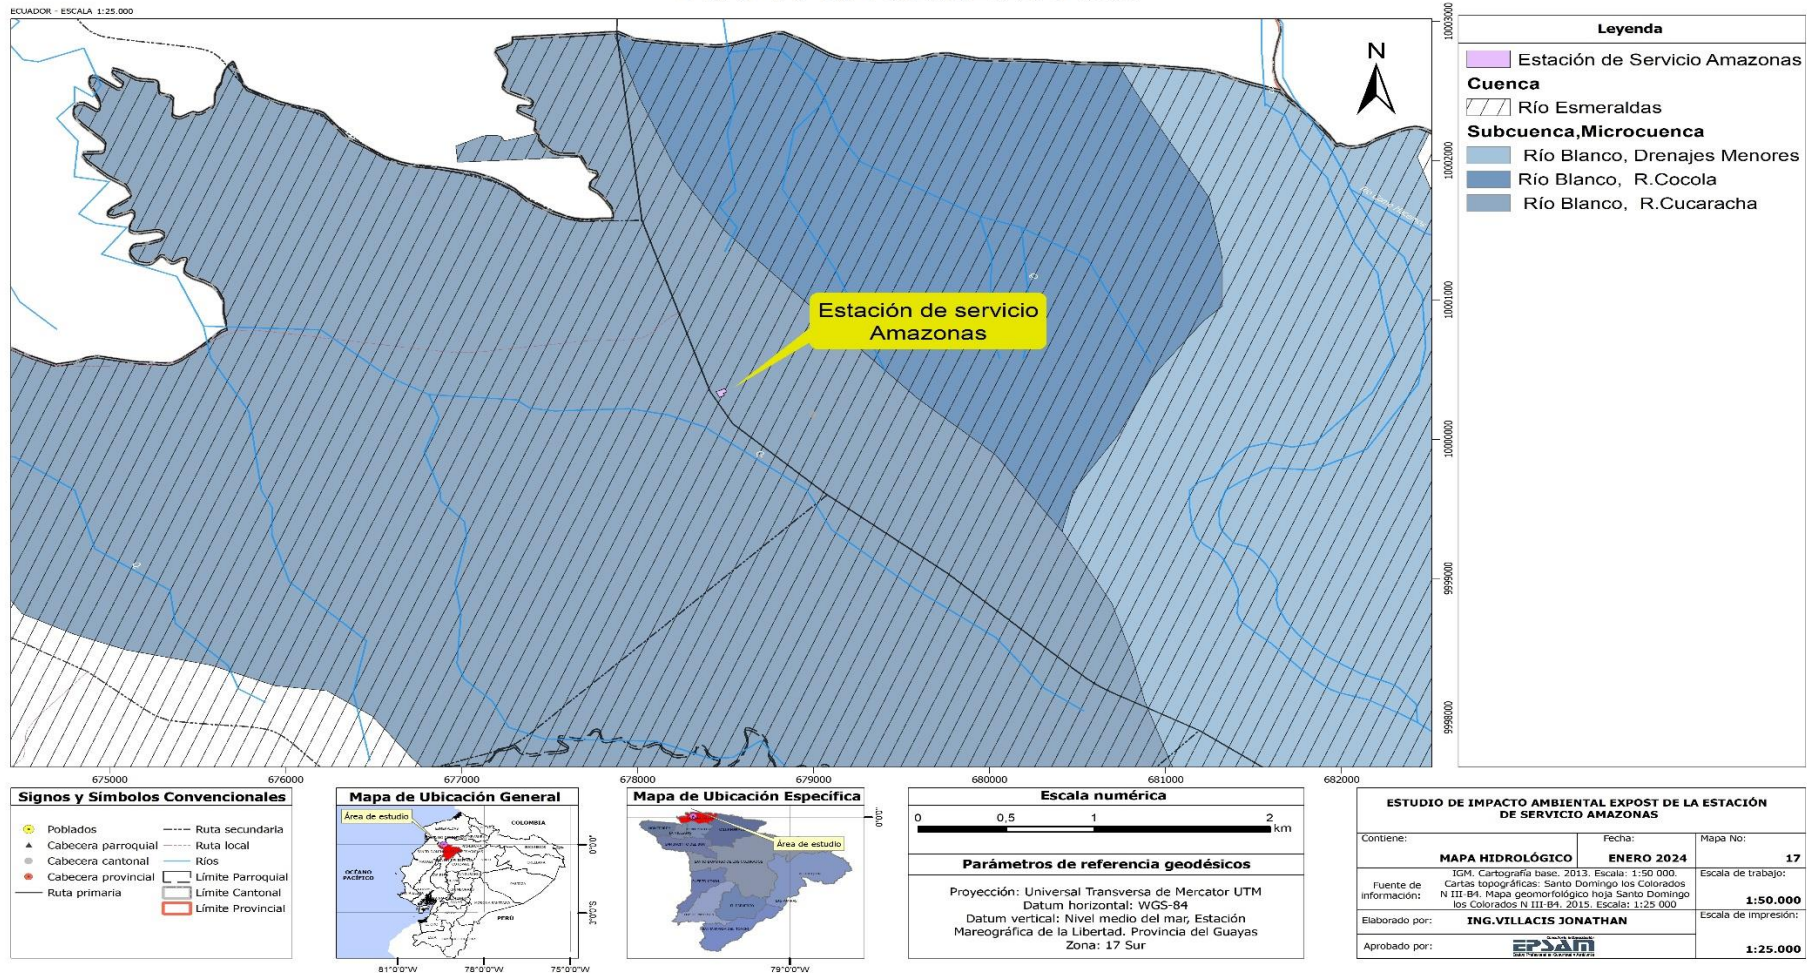 ECUADOR - ESCALA 1:25.000
N
Estación de servicio
Amazonas
10003000
10002000
10001000
10000000
9999000
9998000
675000
676000
677000
678000
679000
680000
681000
682000
Leyenda
Estación de Servicio Amazonas
Cuenca
Río Esmeraldas
Subcuenca,Microcuenca
Río Blanco, Drenajes Menores
Río Blanco, R.Cocola
Río Blanco, R.Cucaracha
Signos y Símbolos Convencionales
Poblados
Cabecera parroquial
Cabecera cantonal
Cabecera provincial
Ruta primaria
Ruta secundaria
Ruta local
Ríos
Límite Parroquial
Límite Cantonal
Límite Provincial
Mapa de Ubicación General
Área de estudio
COLOMBIA
OCÉANO
PACÍFICO
PERÚ
0°0'0"
3°0'0"S
81°0'0"W
78°0'0"W
75°0'0"W
Mapa de Ubicación Específica
Área de estudio
0°0'0"
79°0'0"W
Escala numérica
0
0,5
1
2
km
Parámetros de referencia geodésicos
Proyección: Universal Transversa de Mercator UTM
Datum horizontal: WGS-84
Datum vertical: Nivel medio del mar, Estación
Mareográfica de la Libertad. Provincia del Guayas
Zona: 17 Sur
ESTUDIO DE IMPACTO AMBIENTAL EXPOST DE LA ESTACIÓN
DE SERVICIO AMAZONAS
Contiene:
MAPA HIDROLÓGICO
Fecha:
ENERO 2024
Mapa No:
17
Fuente de
información:
IGM. Cartografía base. 2013. Escala: 1:50 000.
Cartas topográficas: Santo Domingo los Colorados
N III-B4. Mapa geomorfológico hoja Santo Domingo
los Colorados N III-B4. 2015. Escala: 1:25 000
Escala de trabajo:
1:50.000
Elaborado por:
ING.VILLACIS JONATHAN
Escala de impresión:
1:25.000
Aprobado por:
EPSAM